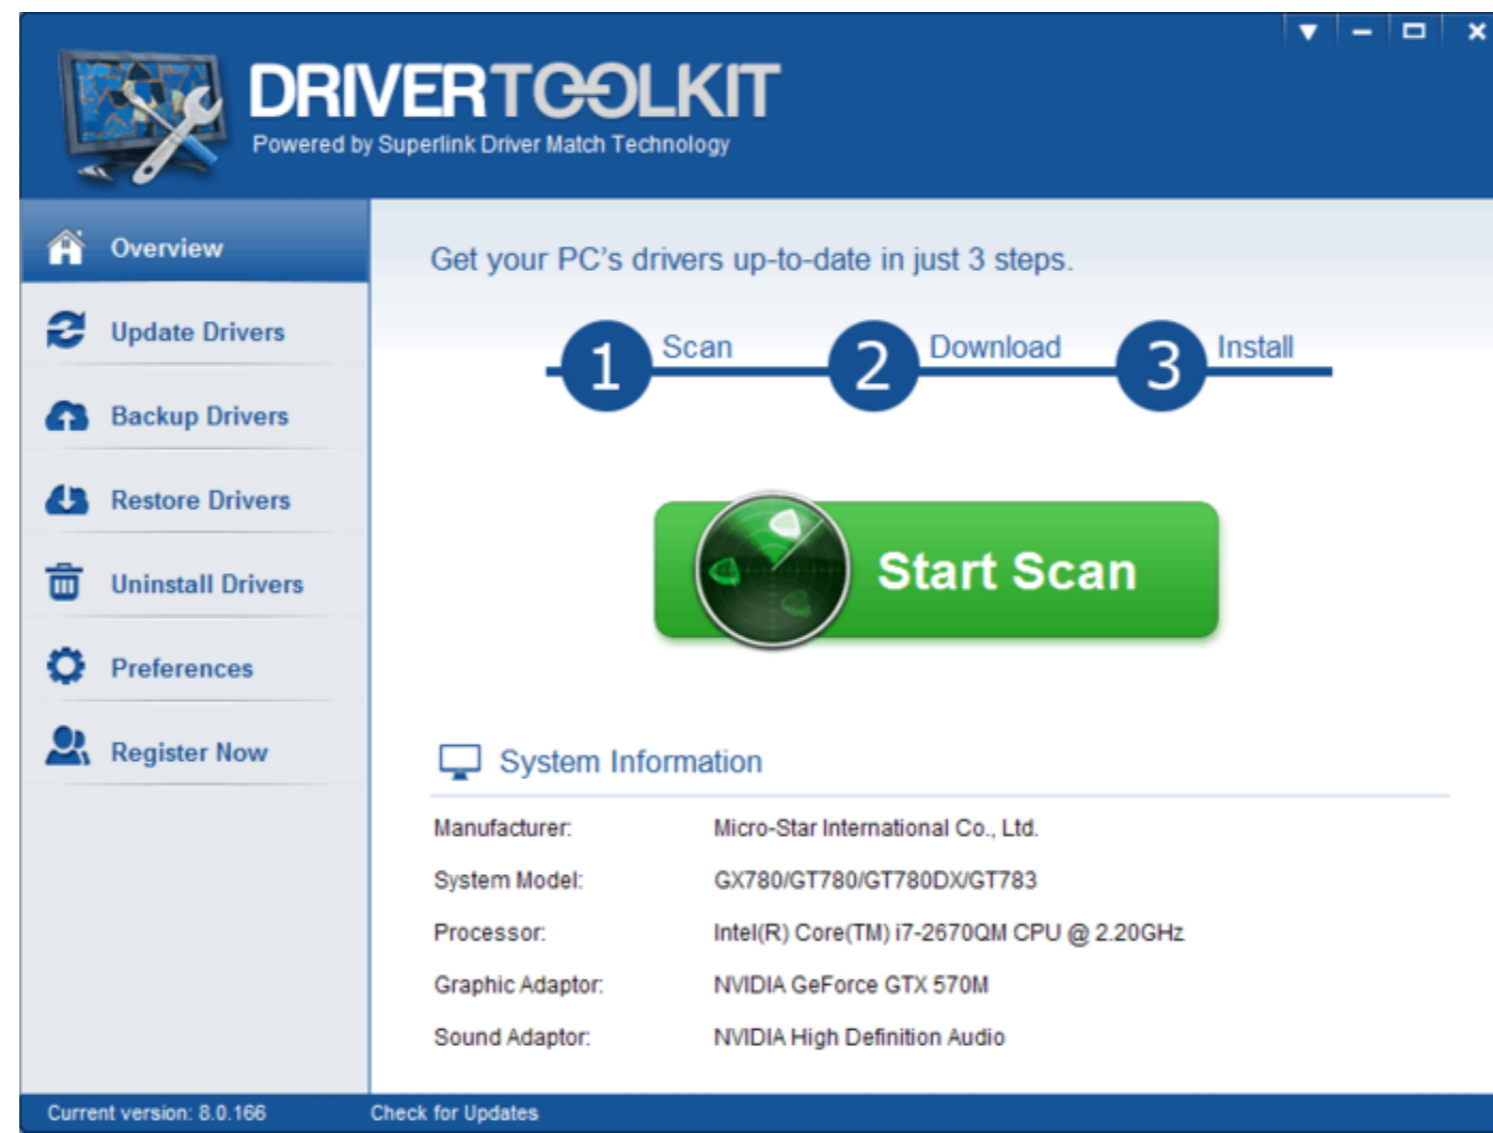 DRIVERTOOLKIT
Powered by Superlink Driver Match Technology
Overview
Update Drivers
Backup Drivers
Restore Drivers
Uninstall Drivers
Preferences
Register Now
Get your PC's drivers up-to-date in just 3 steps.
1 Scan 2 Download 3 Install
Start Scan
System Information
Manufacturer: Micro-Star International Co., Ltd.
System Model: GX780/GT780/GT780DX/GT783
Processor: Intel(R) Core(TM) i7-2670QM CPU @ 2.20GHz
Graphic Adaptor: NVIDIA GeForce GTX 570M
Sound Adaptor: NVIDIA High Definition Audio
Current version: 8.0.166 Check for Updates